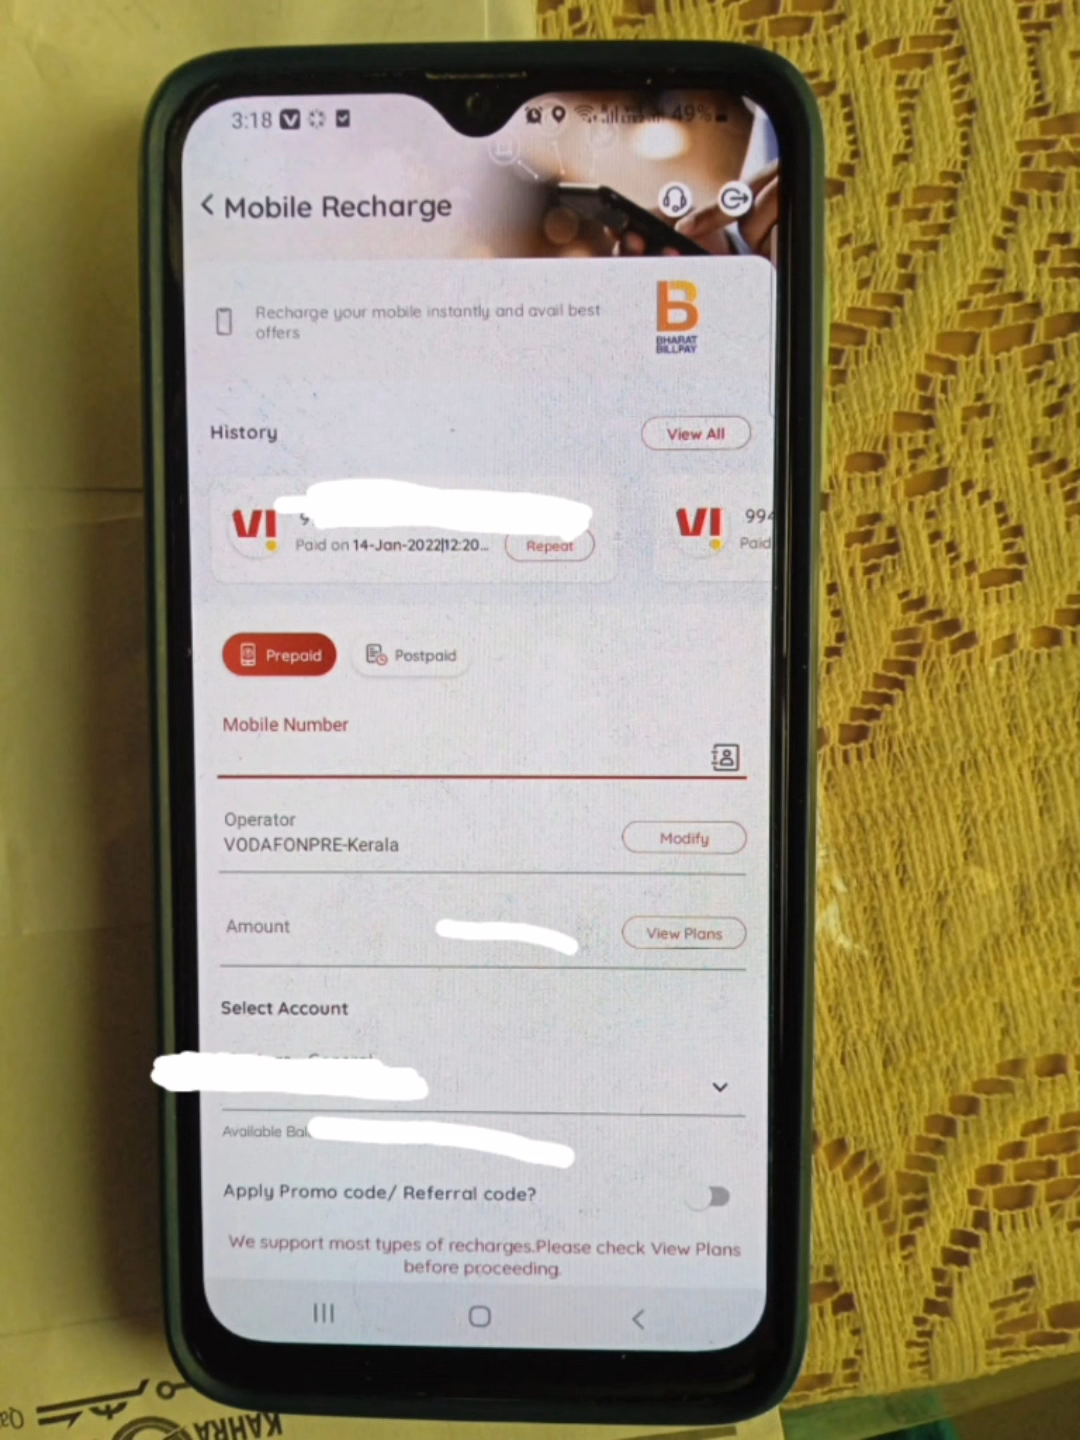 3:18
49%
Mobile Recharge
Recharge your mobile instantly and avail best
offers
BHARAT
BILLPAY
History
View All
VI
Paid on 14-Jan-2022|12:20...
Repeat
VI
994
Paid
Prepaid
Postpaid
Mobile Number
Operator
VODAFONPRE-Kerala
Modify
Amount
View Plans
Select Account
Available Bal
Apply Promo code/ Referral code?
We support most types of recharges.Please check View Plans
before proceeding.
KAHRA